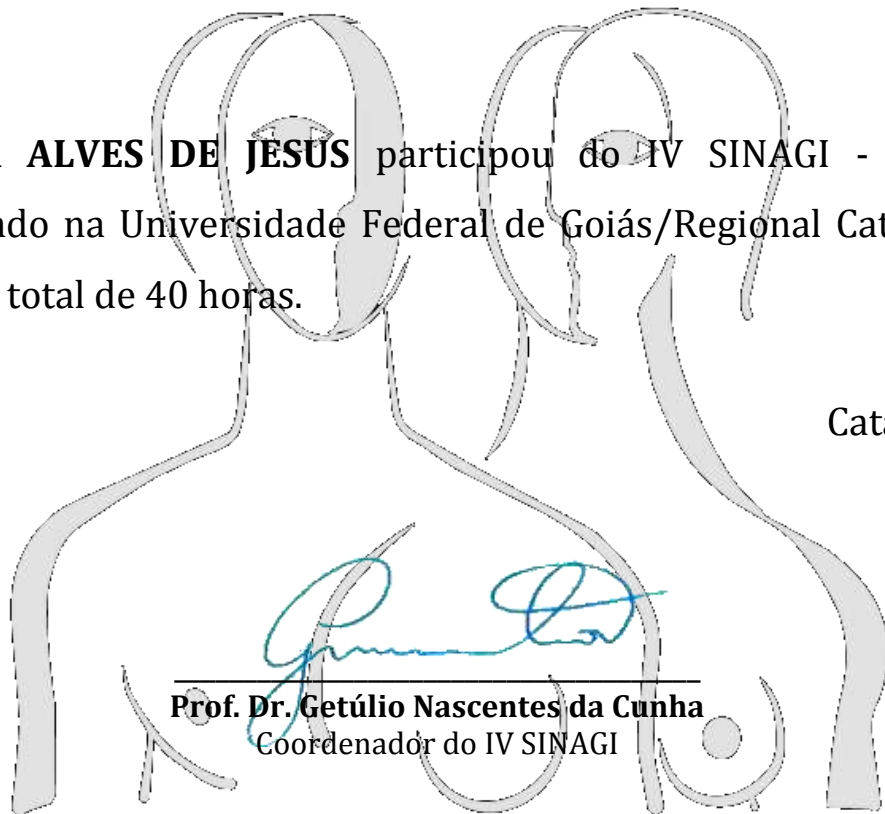 ALVES DE JESUS participou do IV SINAGI -
ndo na Universidade Federal de Goiás/Regional Cat
total de 40 horas.
Cata
Prof. Dr. Getúlio Nascentes da Cunha
Coordenador do IV SINAGI